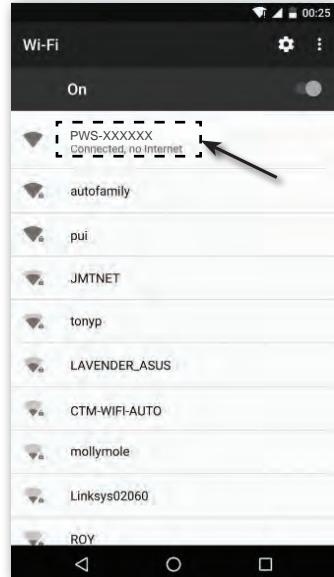 00:25
Wi-Fi
On
PWS-XXXXXX
Connected, no Internet
autofamily
pui
JMTNET
tonyp
LAVENDER_ASUS
CTM-WIFI-AUTO
mollymole
Linksys02060
ROY